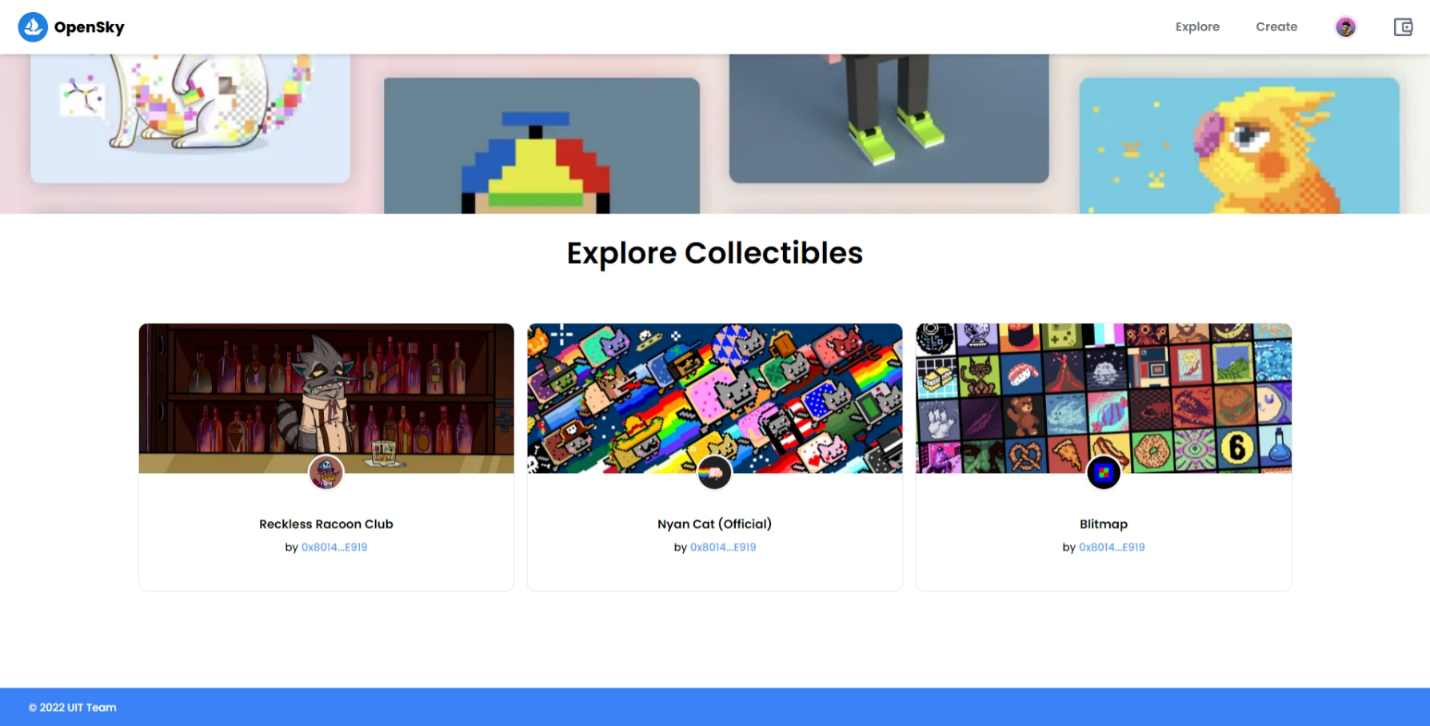 OpenSky
Explore
Create
Explore Collectibles
6
Reckless Racoon Club
by 0x8014...E919
Nyan Cat (Official)
by 0x8014...E919
Blitmap
by 0x8014...E919
© 2022 UIT Team